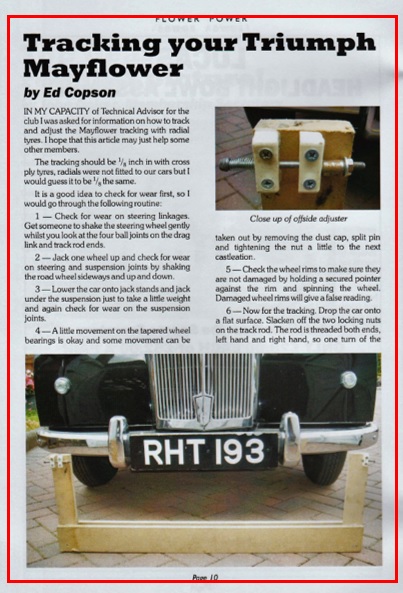 FLOWER POWER
Tracking your Triumph
Mayflower
by Ed Copson
IN MY CAPACITY of Technical Advisor for the
club I was asked for information on how to track
and adjust the Mayflower tracking with radial
tyres. I hope that this article may just help some
other members.
The tracking should be 1/8 inch in with cross
ply tyres, radials were not fitted to our cars but I
would guess it to be 1/8 the same.
It is a good idea to check for wear first, so I
would go through the following routine:
1 — Check for wear on steering linkages.
Get someone to shake the steering wheel gently
whilst you look at the four ball joints on the drag
link and track rod ends.
2 — Jack one wheel up and check for wear
on steering and suspension joints by shaking
the road wheel sideways and up and down.
3 — Lower the car onto jack stands and jack
under the suspension just to take a little weight
and again check for wear on the suspension
joints.
4 — A little movement on the tapered wheel
bearings is okay and some movement can be
Close up of offside adjuster
taken out by removing the dust cap, split pin
and tightening the nut a little to the next
castleation.
5 — Check the wheel rims to make sure they
are not damaged by holding a secured pointer
against the rim and spinning the wheel.
Damaged wheel rims will give a false reading.
6 — Now for the tracking. Drop the car onto
a flat surface. Slacken off the two locking nuts
on the track rod. The rod is threaded both ends,
left hand and right hand, so one turn of the
RHT 193
Page 10